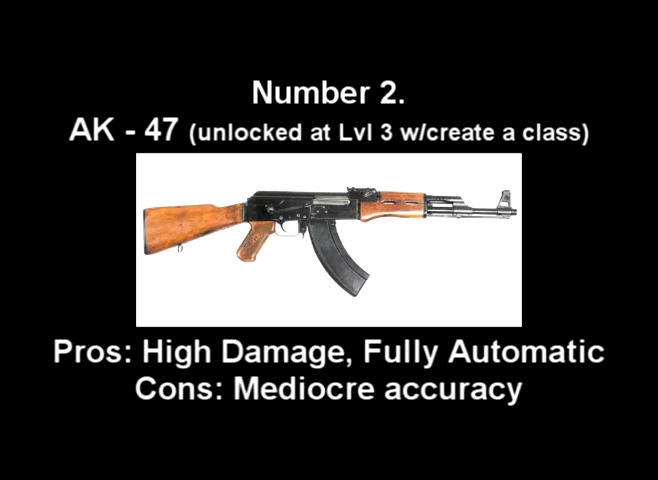 Number 2.
AK - 47 (unlocked at Lvl 3 w/create a class)
Pros: High Damage, Fully Automatic
Cons: Mediocre accuracy